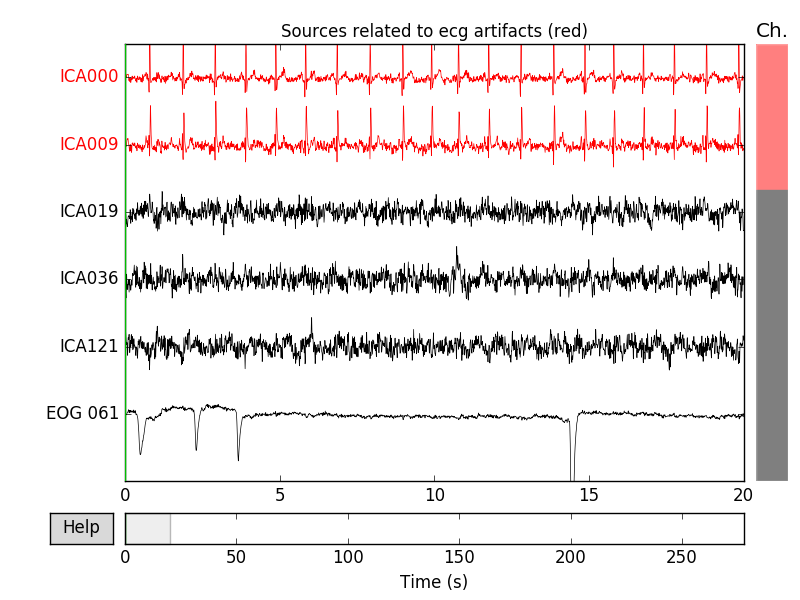 Sources related to ecg artifacts (red)
Ch.
ICA000
ICA009
ICA019
ICA036
ICA121
EOG 061
0 5 10 15 20
Help
0 50 100 150 200 250
Time (s)